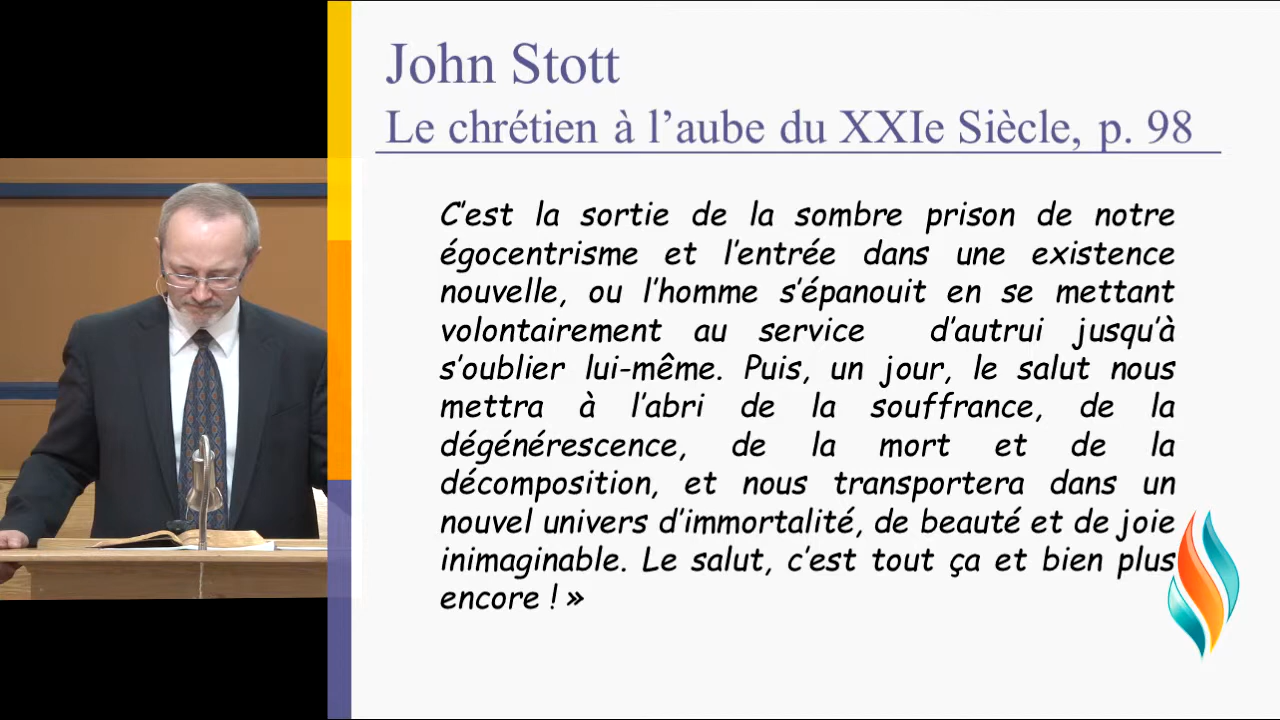 John Stott
Le chrétien à l’aube du XXIe Siècle, p. 98
C’est la sortie de la sombre prison de notre
égocentrisme et l’entrée dans une existence
nouvelle, ou l’homme s’épanouit en se mettant
volontairement au service d’autrui jusqu’à
s’oublier lui-même. Puis, un jour, le salut nous
mettra à l’abri de la souffrance, de la
dégénérescence, de la mort et de la
décomposition, et nous transportera dans un
nouvel univers d’immortalité, de beauté et de joie
inimaginable. Le salut, c’est tout ça et bien plus
encore ! »